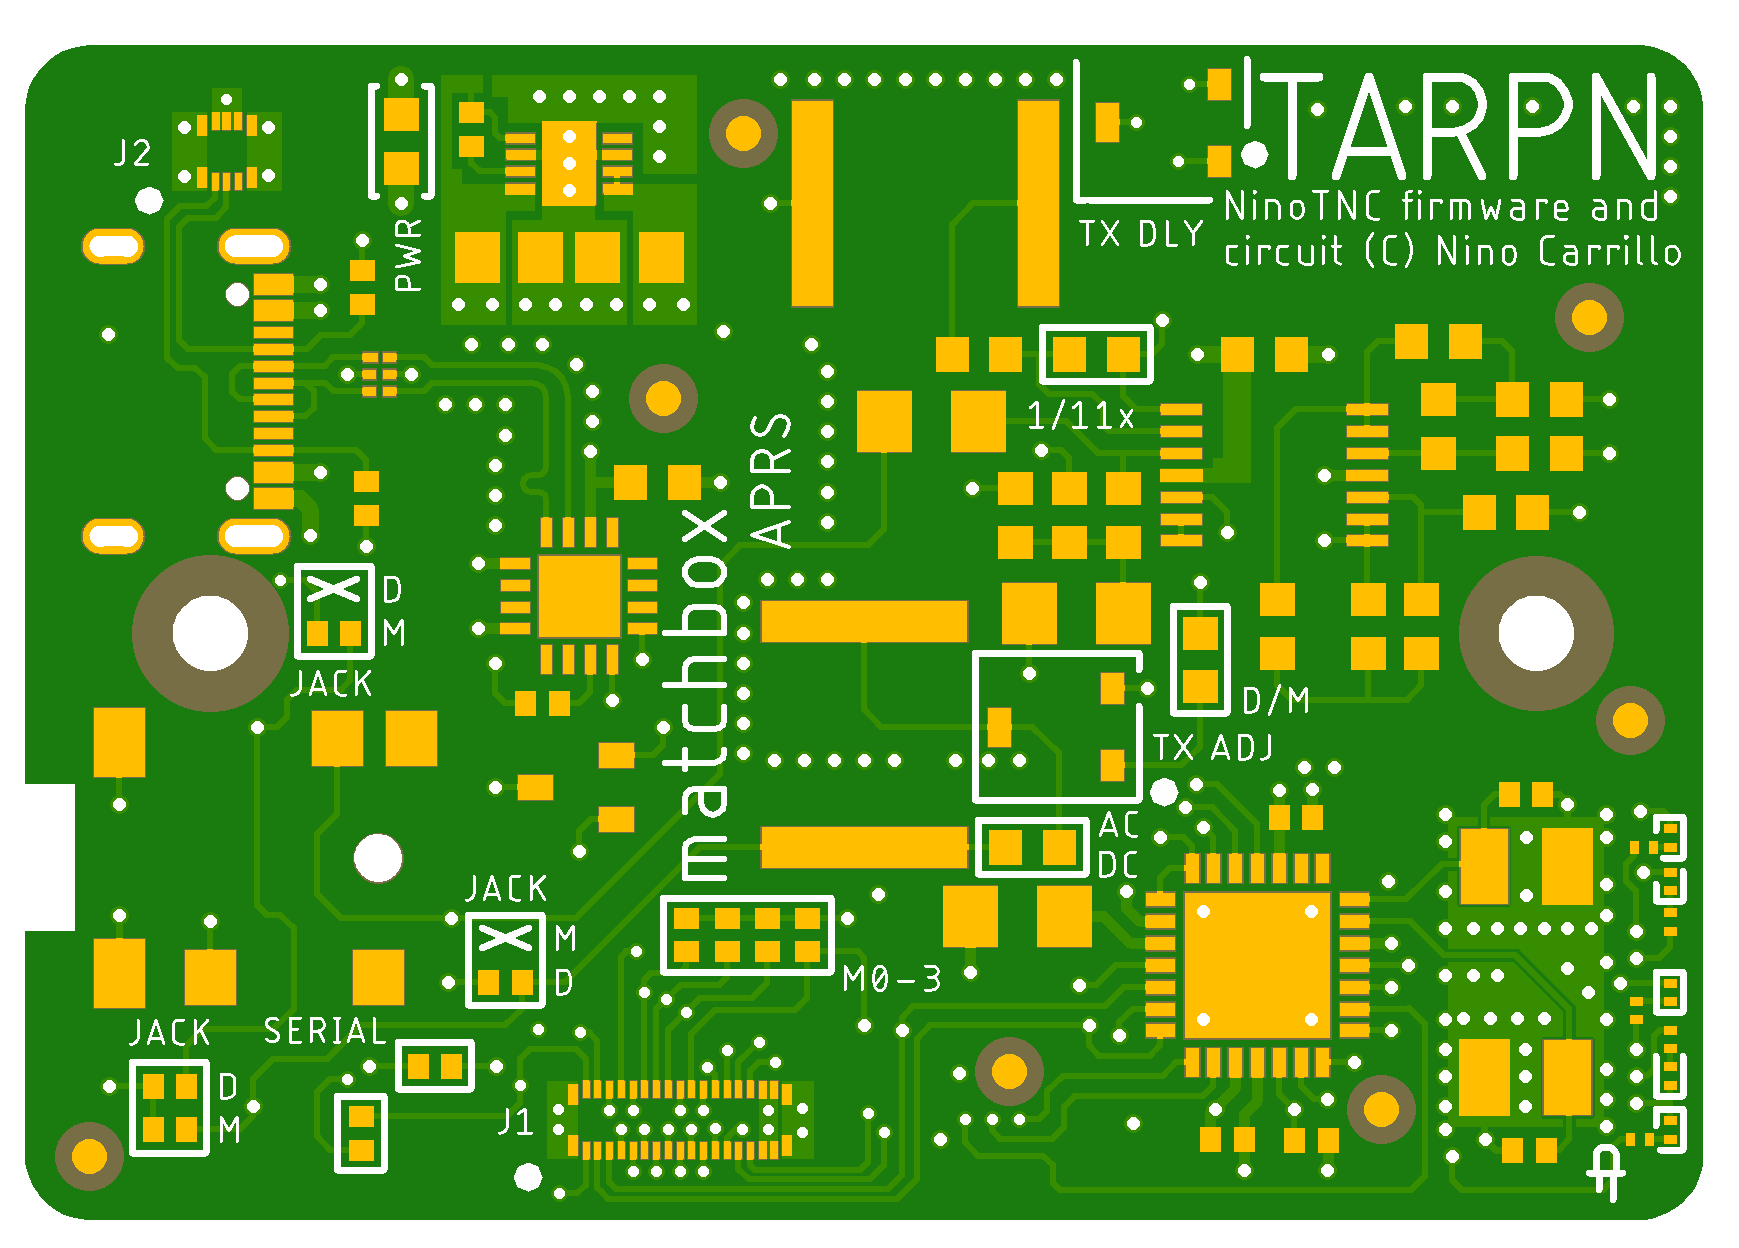 TARPN
NinoTNC firmware and
circuit (C) Nino Carrillo
J2
PWR
TX DLY
1/11x
APRS
matchbox
D
M
JACK
D/M
TX ADJ
AC
DC
JACK
M
D
M0-3
JACK
SERIAL
D
M
J1